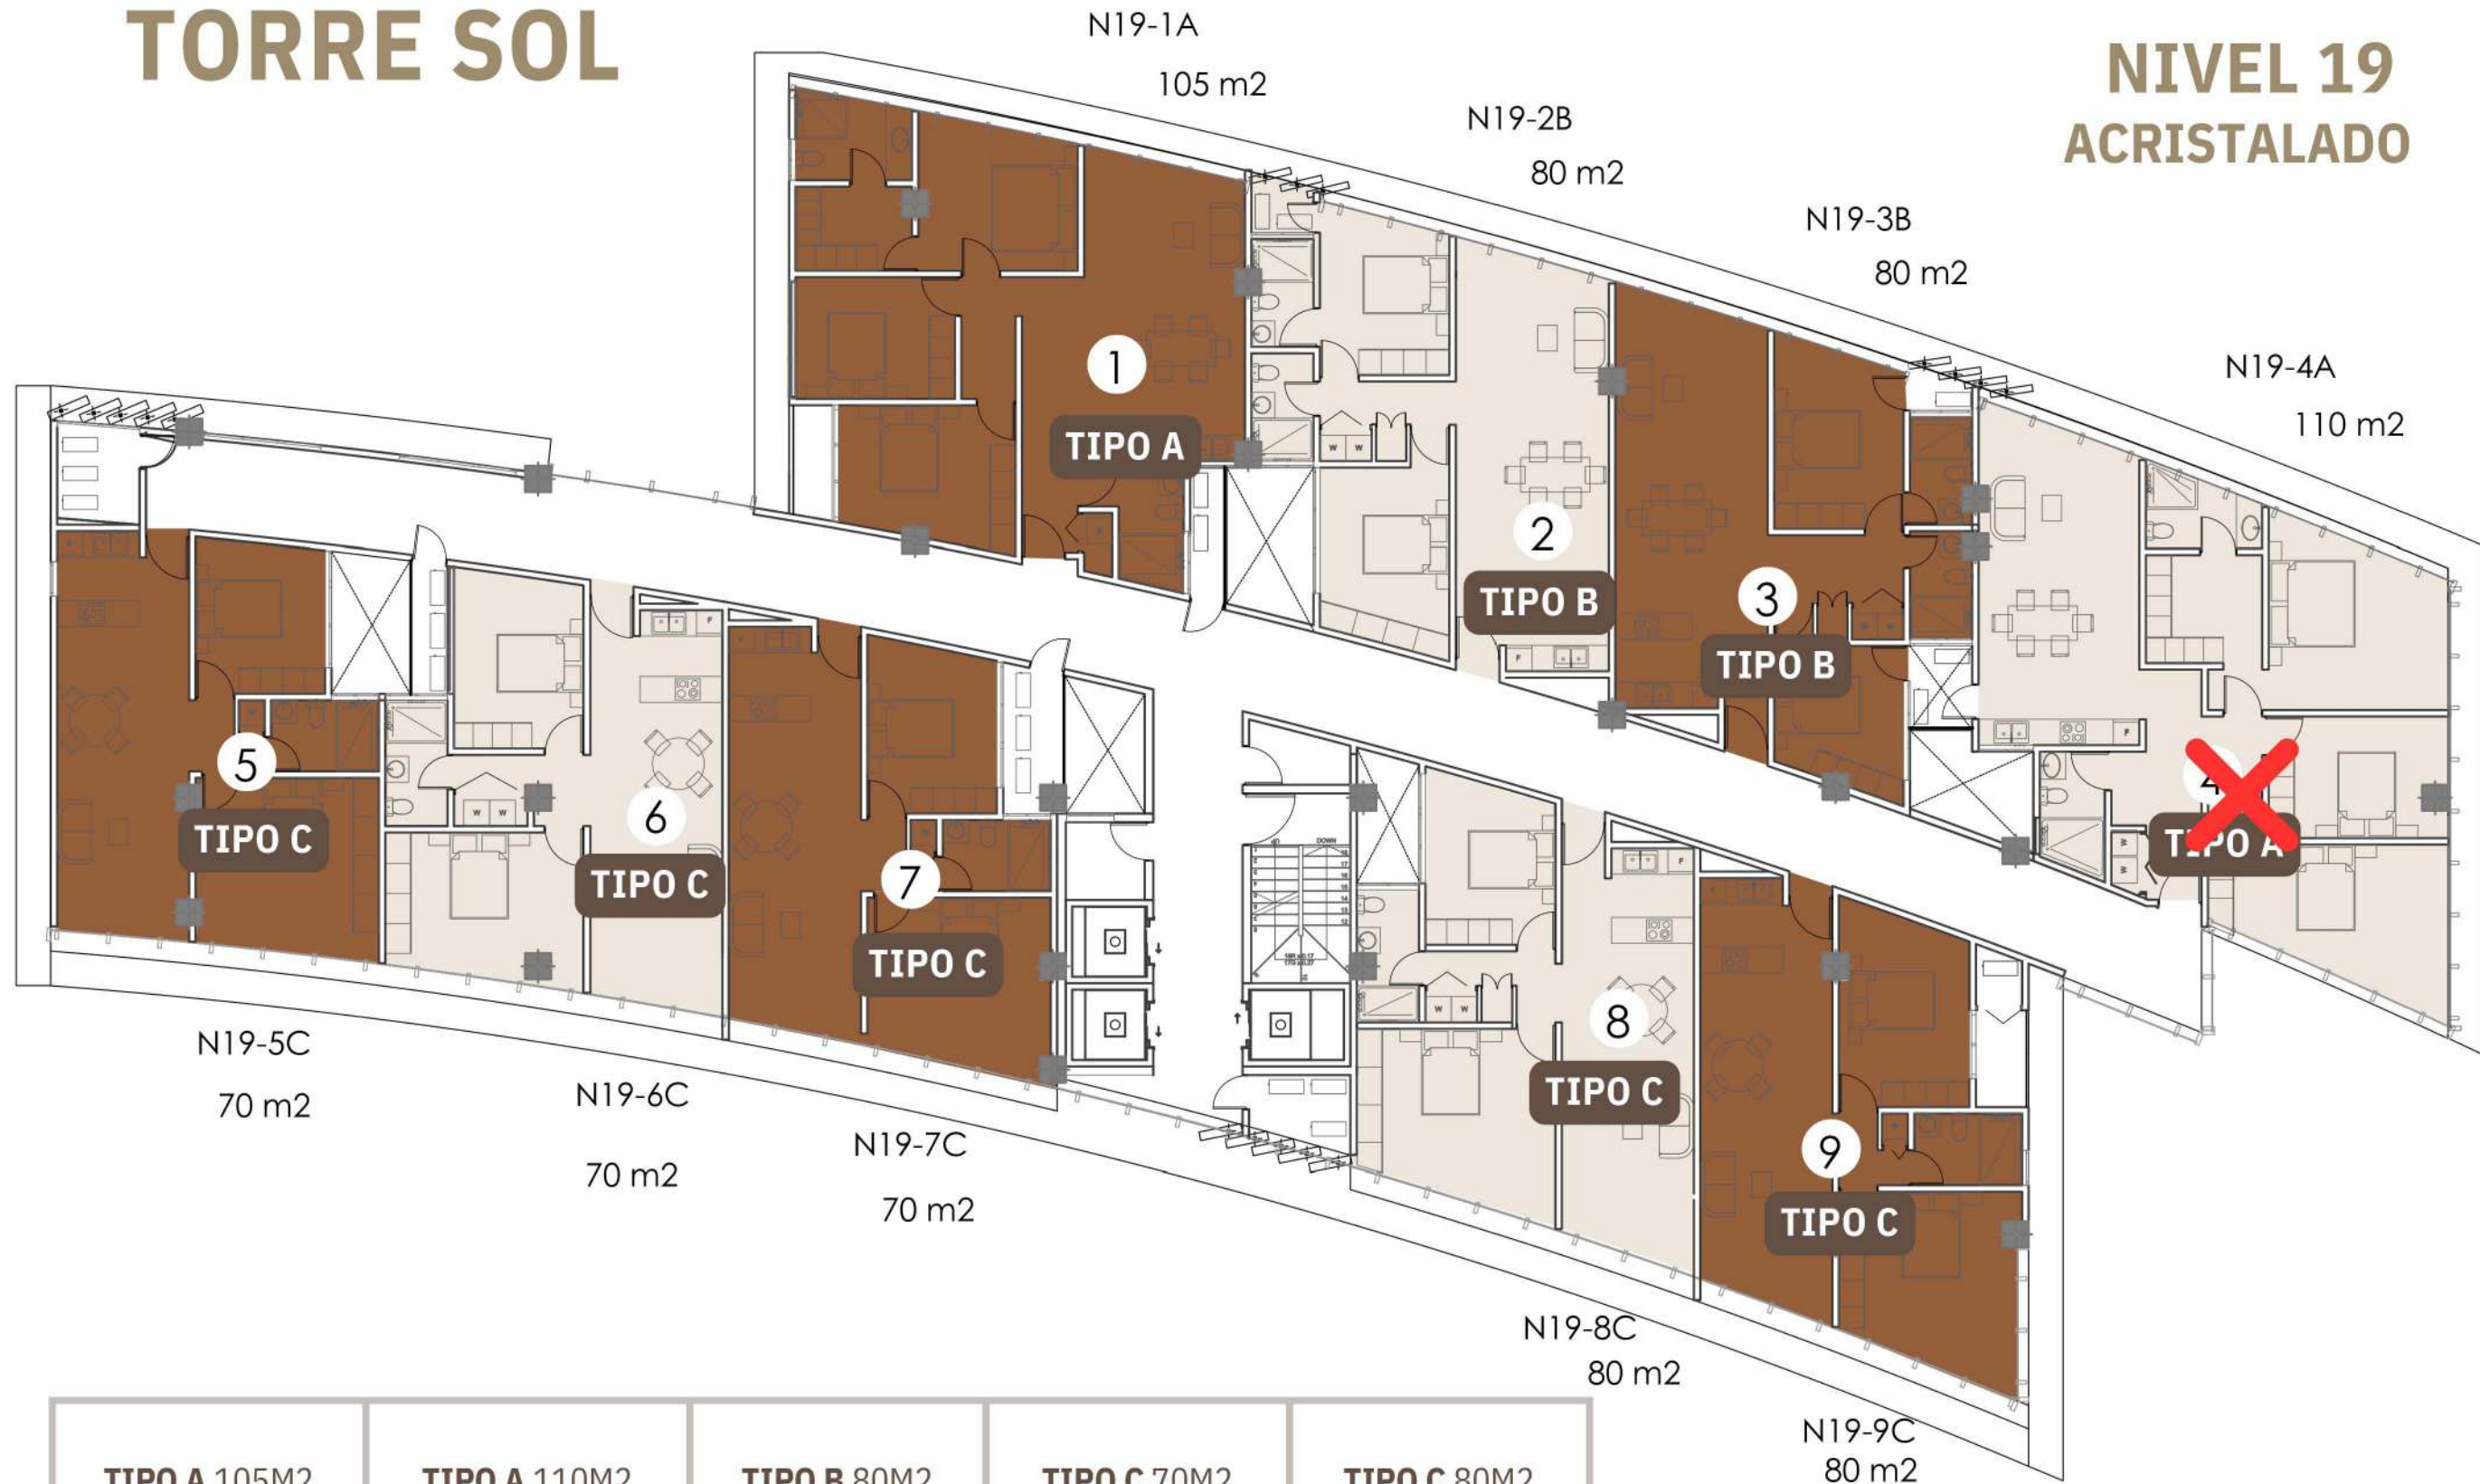 TORRE SOL
NIVEL 19
ACRISTALADO
N19-1A
105 m2
N19-2B
80 m2
N19-3B
80 m2
N19-4A
110 m2
1
TIPO A
2
TIPO B
3
TIPO B
4
TIPO A
5
TIPO C
6
TIPO C
7
TIPO C
8
TIPO C
9
TIPO C
W W
W W
W W
W
W
F
F
F
F
F
DOWN
N19-5C
70 m2
N19-6C
70 m2
N19-7C
70 m2
N19-8C
80 m2
N19-9C
80 m2
TIPO A 105M2
TIPO A 110M2
TIPO B 80M2
TIPO C 70M2
TIPO C 80M2